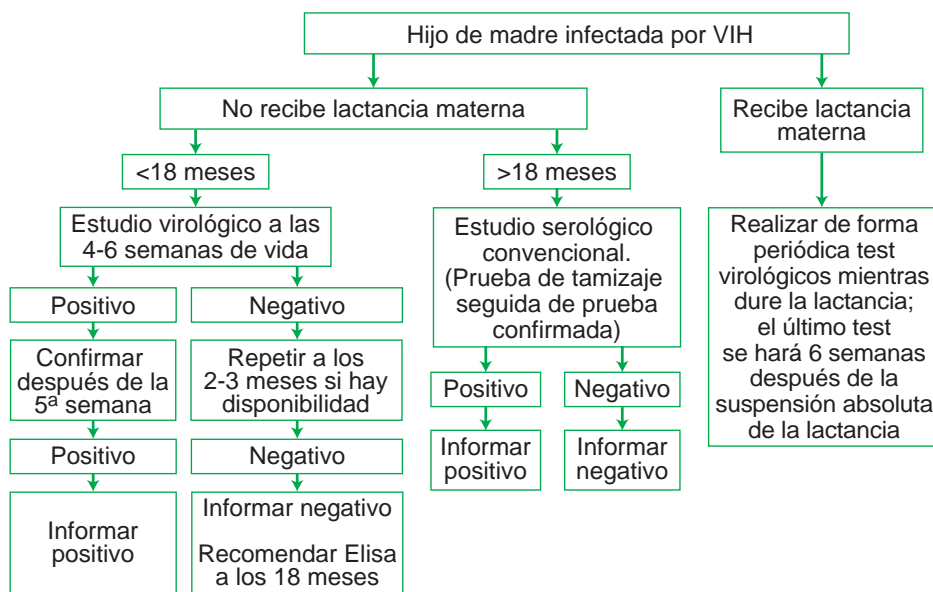 Hijo de madre infectada por VIH
No recibe lactancia materna
Recibe lactancia
materna
<18 meses
>18 meses
Estudio virológico a las
4-6 semanas de vida
Estudio serológico
convencional.
(Prueba de tamizaje
seguida de prueba
confirmada)
Realizar de forma
periódica test
virológicos mientras
dure la lactancia;
el último test
se hará 6 semanas
después de la
suspensión absoluta
de la lactancia
Positivo
Negativo
Confirmar
después de la
5ª semana
Repetir a los
2-3 meses si hay
disponibilidad
Positivo
Negativo
Positivo
Negativo
Informar
positivo
Informar
negativo
Informar
positivo
Informar negativo
Recomendar Elisa
a los 18 meses